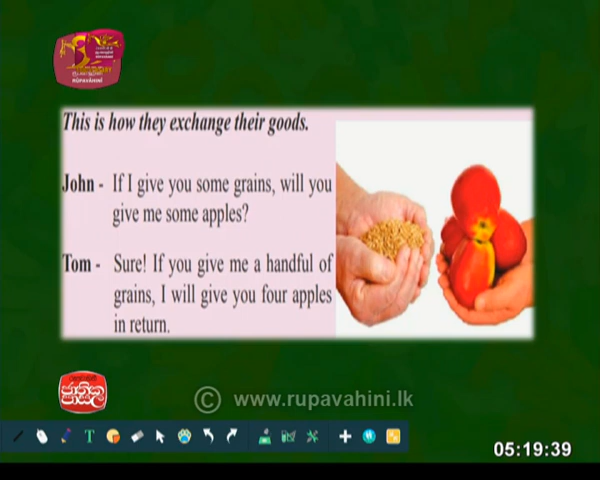 This is how they exchange their goods.
John - If I give you some grains, will you
give me some apples?
Tom - Sure! If you give me a handful of
grains, I will give you four apples
in return.
© www.rupavahini.lk
T
05:19:39